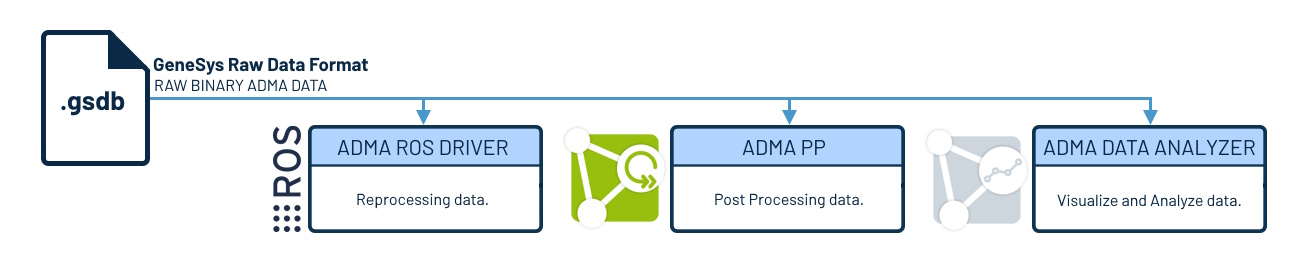 GeneSys Raw Data Format
RAW BINARY ADMA DATA
.gsdb
ROS
ADMA ROS DRIVER
Reprocessing data.
ADMA PP
Post Processing data.
ADMA DATA ANALYZER
Visualize and Analyze data.